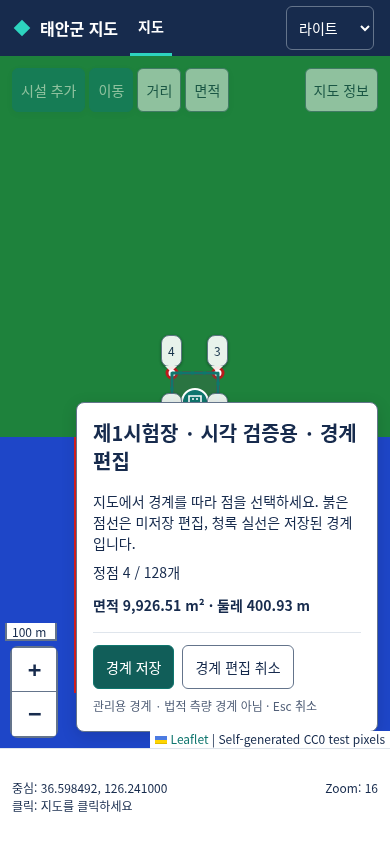 태안군 지도
지도
라이트
시설 추가
이동
거리
면적
지도 정보
4
3
제1시험장 · 시각 검증용 · 경계
편집
지도에서 경계를 따라 점을 선택하세요. 붉은
점선은 미저장 편집, 청록 실선은 저장된 경계
입니다.
정점 4 / 128개
면적 9,926.51 m² · 둘레 400.93 m
경계 저장
경계 편집 취소
관리용 경계 · 법적 측량 경계 아님 · Esc 취소
100 m
+
−
Leaflet | Self-generated CC0 test pixels
중심: 36.598492, 126.241000
Zoom: 16
클릭: 지도를 클릭하세요